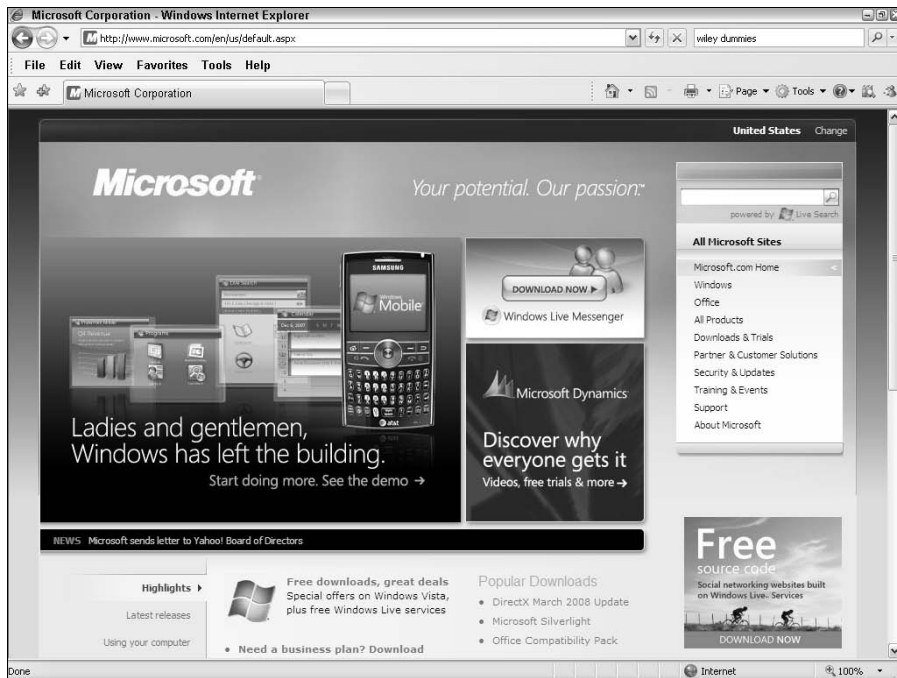 Microsoft Corporation - Windows Internet Explorer
http://www.microsoft.com/en/us/default.aspx
wiley dummies
File Edit View Favorites Tools Help
Microsoft Corporation
Page
Tools
United States Change
Microsoft
Your potential. Our passion.™
powered by Live Search
All Microsoft Sites
Microsoft.com Home <
Windows
Office
All Products
Downloads & Trials
Partner & Customer Solutions
Security & Updates
Training & Events
Support
About Microsoft
SAMSUNG
Windows Mobile
Live Search
Calendar
Programs
at&t
Ladies and gentlemen,
Windows has left the building.
Start doing more. See the demo →
DOWNLOAD NOW
Windows Live Messenger
Microsoft Dynamics
Discover why
everyone gets it
Videos, free trials & more →
NEWS Microsoft sends letter to Yahoo! Board of Directors
Highlights
Latest releases
Using your computer
Free downloads, great deals
Special offers on Windows Vista,
plus free Windows Live services
• Need a business plan? Download
Popular Downloads
• DirectX March 2008 Update
• Microsoft Silverlight
• Office Compatibility Pack
Free
source code
Social networking websites built
on Windows Live™ Services
DOWNLOAD NOW
Done
Internet
100%